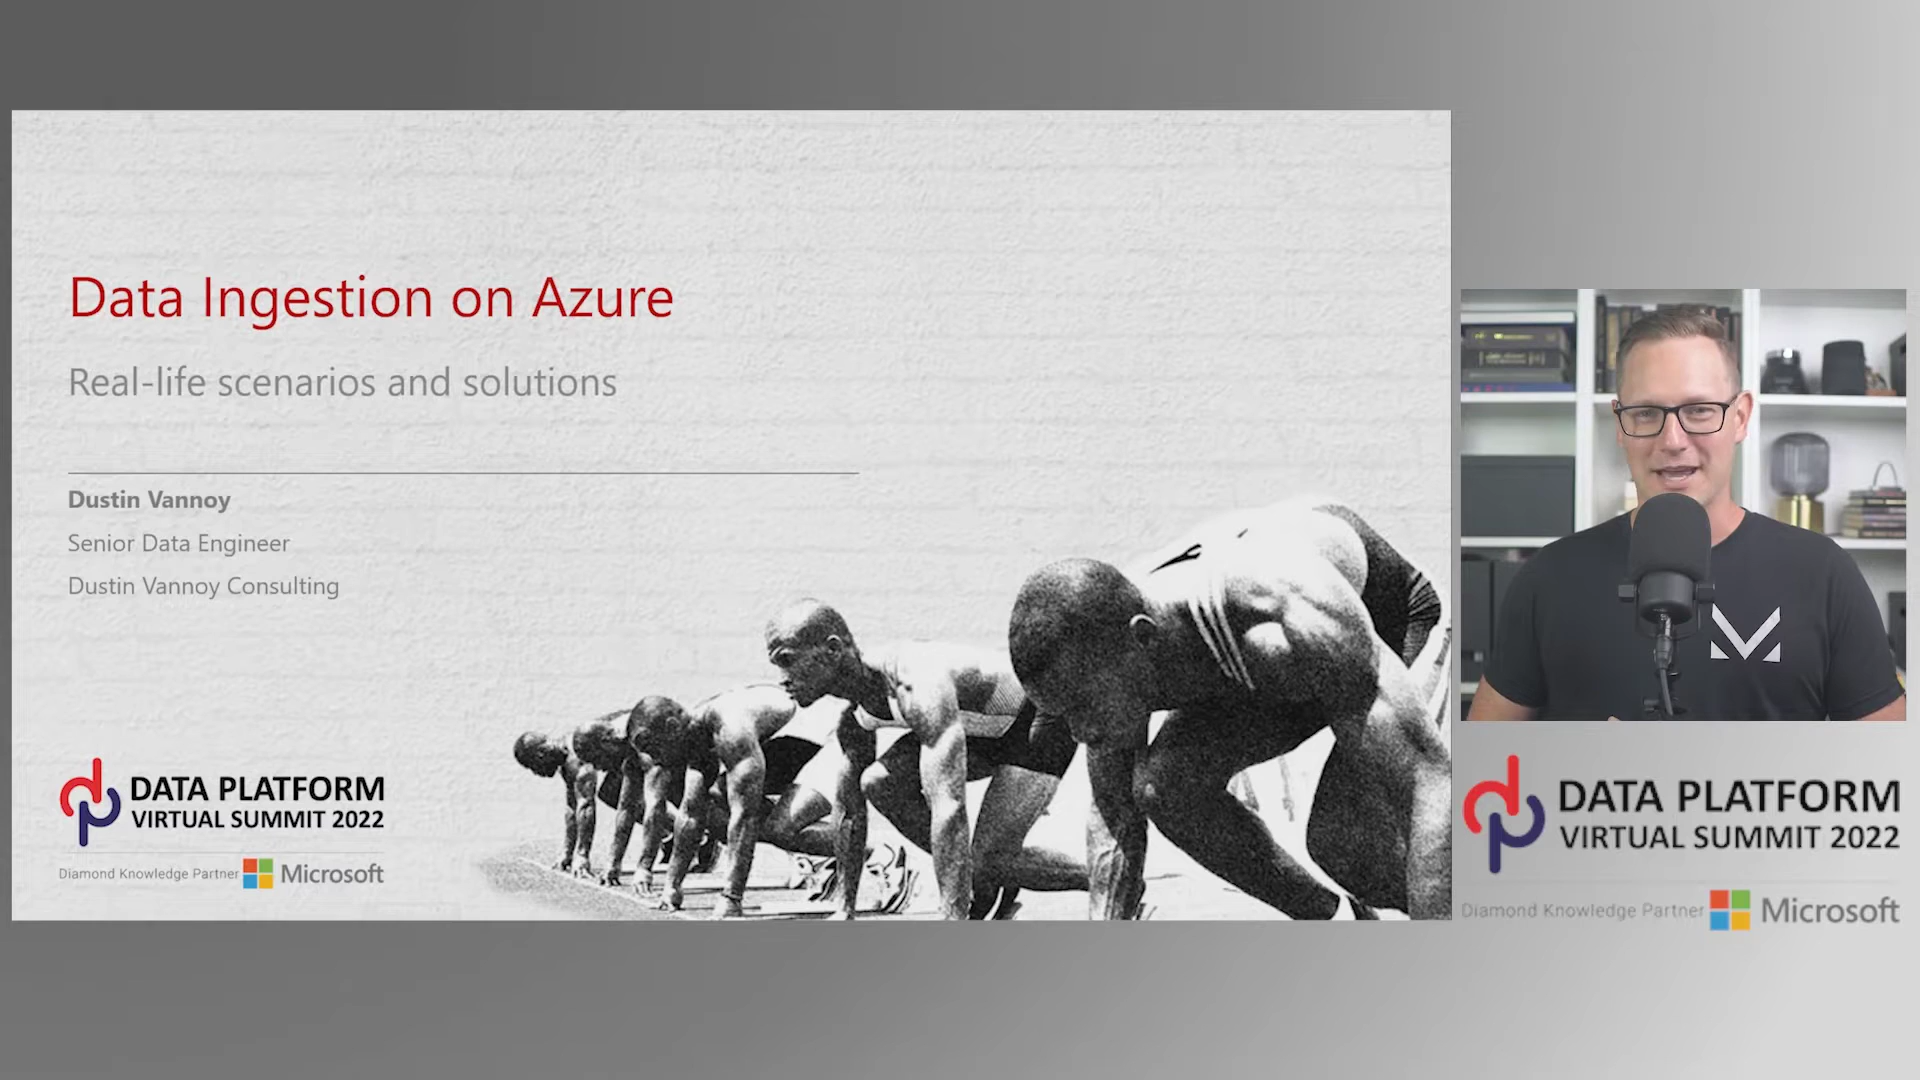 Data Ingestion on Azure
Real-life scenarios and solutions
Dustin Vannoy
Senior Data Engineer
Dustin Vannoy Consulting
DATA PLATFORM
VIRTUAL SUMMIT 2022
Diamond Knowledge Partner Microsoft
DATA PLATFORM
VIRTUAL SUMMIT 2022
Diamond Knowledge Partner Microsoft